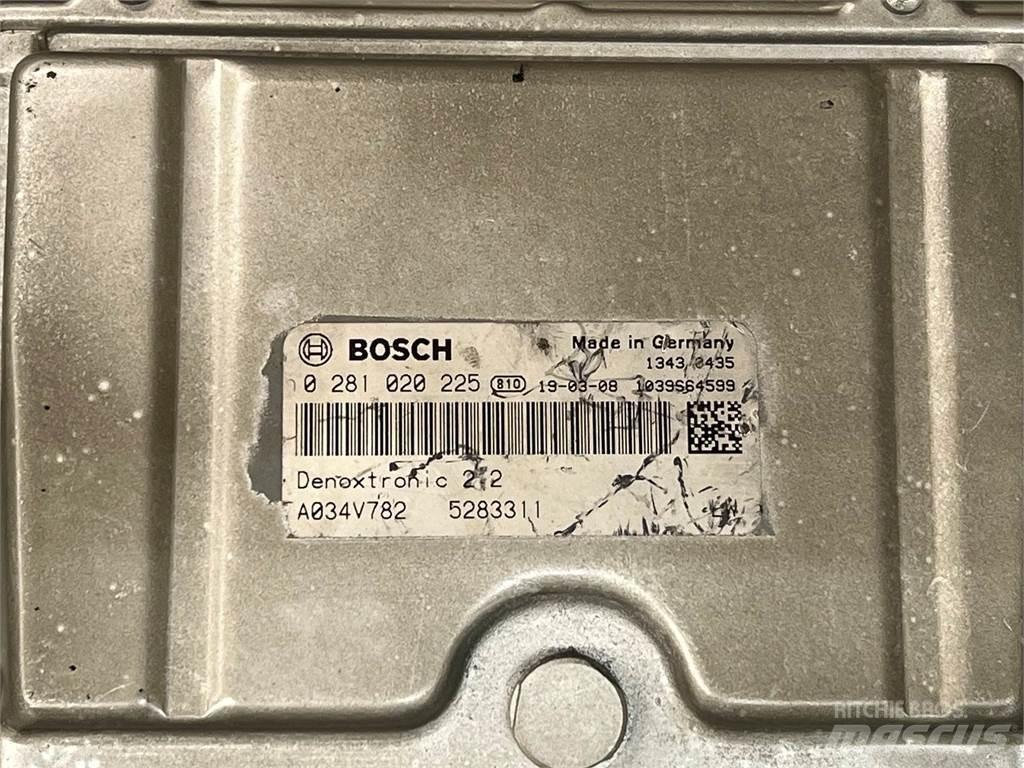 BOSCH Made in Germany
1343 0435
0 281 020 225 810 19-03-08 1039S64599
Denoxtronic 2.2
A034V782 5283311
RITCHIE BROS
mascus